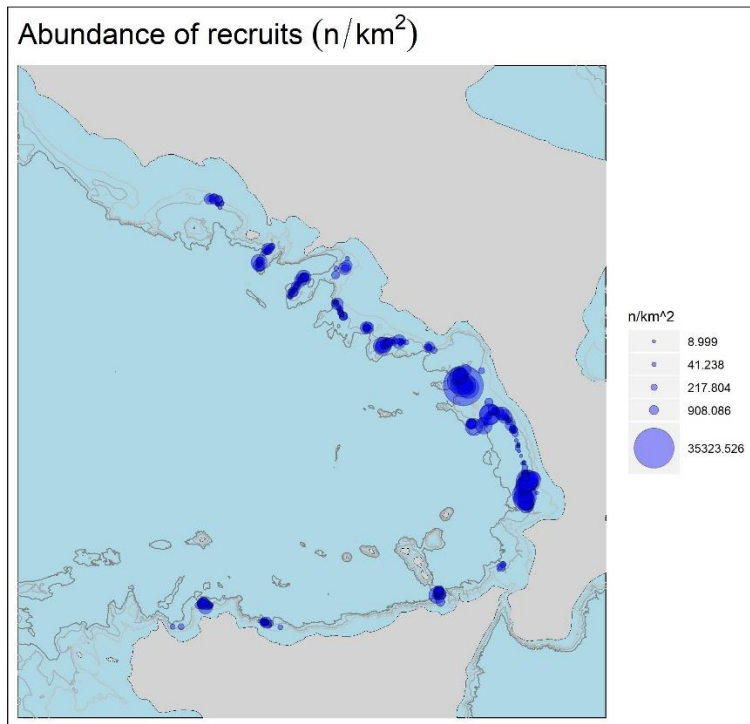 Abundance of recruits (n/km²)
n/km^2
8.999
41.238
217.804
908.086
35323.526